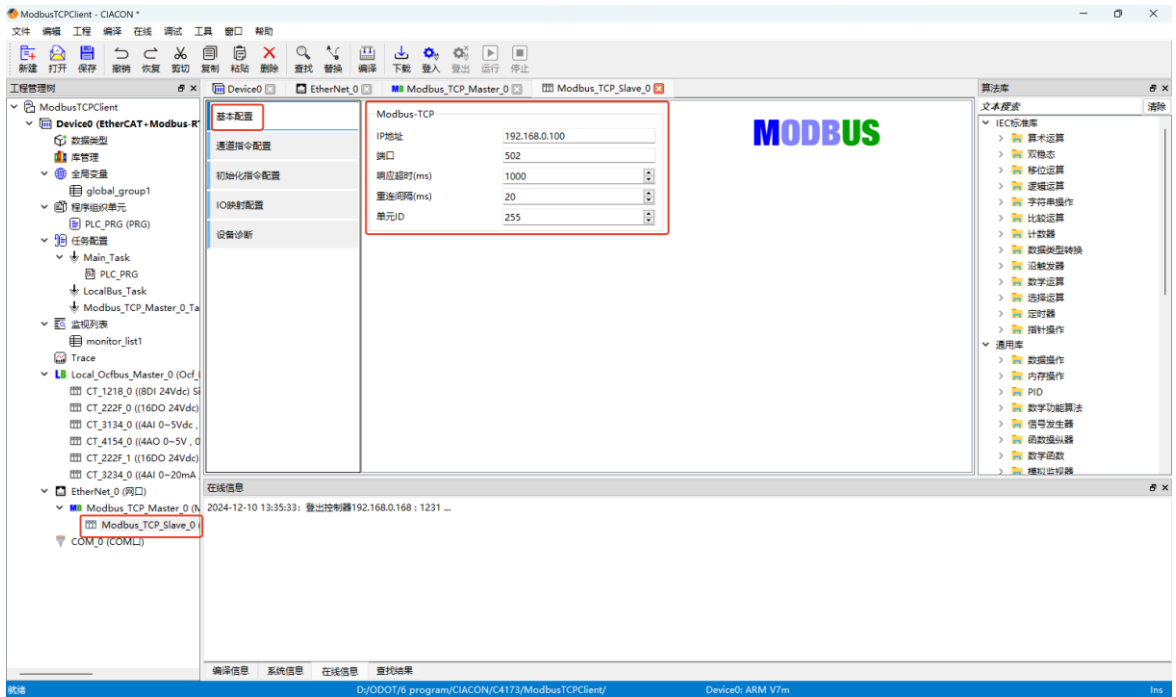 ModbusTCPClient - CIACON *
文件 编辑 工程 编译 在线 调试 工具 窗口 帮助
新建 打开 保存 撤销 恢复 剪切 复制 粘贴 删除 查找 替换 编译 下载 登入 登出 运行 停止
工程管理树
Device0 EtherNet_0 MB Modbus_TCP_Master_0 Modbus_TCP_Slave_0
算法库
ModbusTCPClient
Device0 (EtherCAT+Modbus-R
数据类型
库管理
全局变量
global_group1
程序组织单元
PLC_PRG (PRG)
任务配置
Main_Task
PLC_PRG
LocalBus_Task
Modbus_TCP_Master_0_Ta
监视列表
monitor_list1
Trace
LB Local_Ocfbus_Master_0 (Ocf_
CT_1218_0 ((8DI 24Vdc) Si
CT_222F_0 ((16DO 24Vdc)
CT_3134_0 ((4AI 0~5Vdc ,
CT_4154_0 ((4AO 0~5V , 0
CT_222F_1 ((16DO 24Vdc)
CT_3234_0 ((4AI 0~20mA
EtherNet_0 (网口)
MB Modbus_TCP_Master_0 (M
Modbus_TCP_Slave_0
COM_0 (COM口)
基本配置
通道指令配置
初始化指令配置
IO映射配置
设备诊断
Modbus-TCP
IP地址 192.168.0.100
端口 502
响应超时(ms) 1000
重连间隔(ms) 20
单元ID 255
MODBUS
文本搜索 清除
IEC标准库
算术运算
双稳态
移位运算
逻辑运算
字符串操作
比较运算
计数器
数据类型转换
沿触发器
数学运算
选择运算
定时器
指针操作
通用库
数据操作
内存操作
PID
数学功能算法
信号发生器
函数操纵器
数学函数
模拟监视器
在线信息
2024-12-10 13:35:33: 登出控制器192.168.0.168 : 1231 ...
编译信息 系统信息 在线信息 查找结果
就绪 D:/ODOT/6 program/CIACON/C4173/ModbusTCPClient/ Device0: ARM V7m Ins